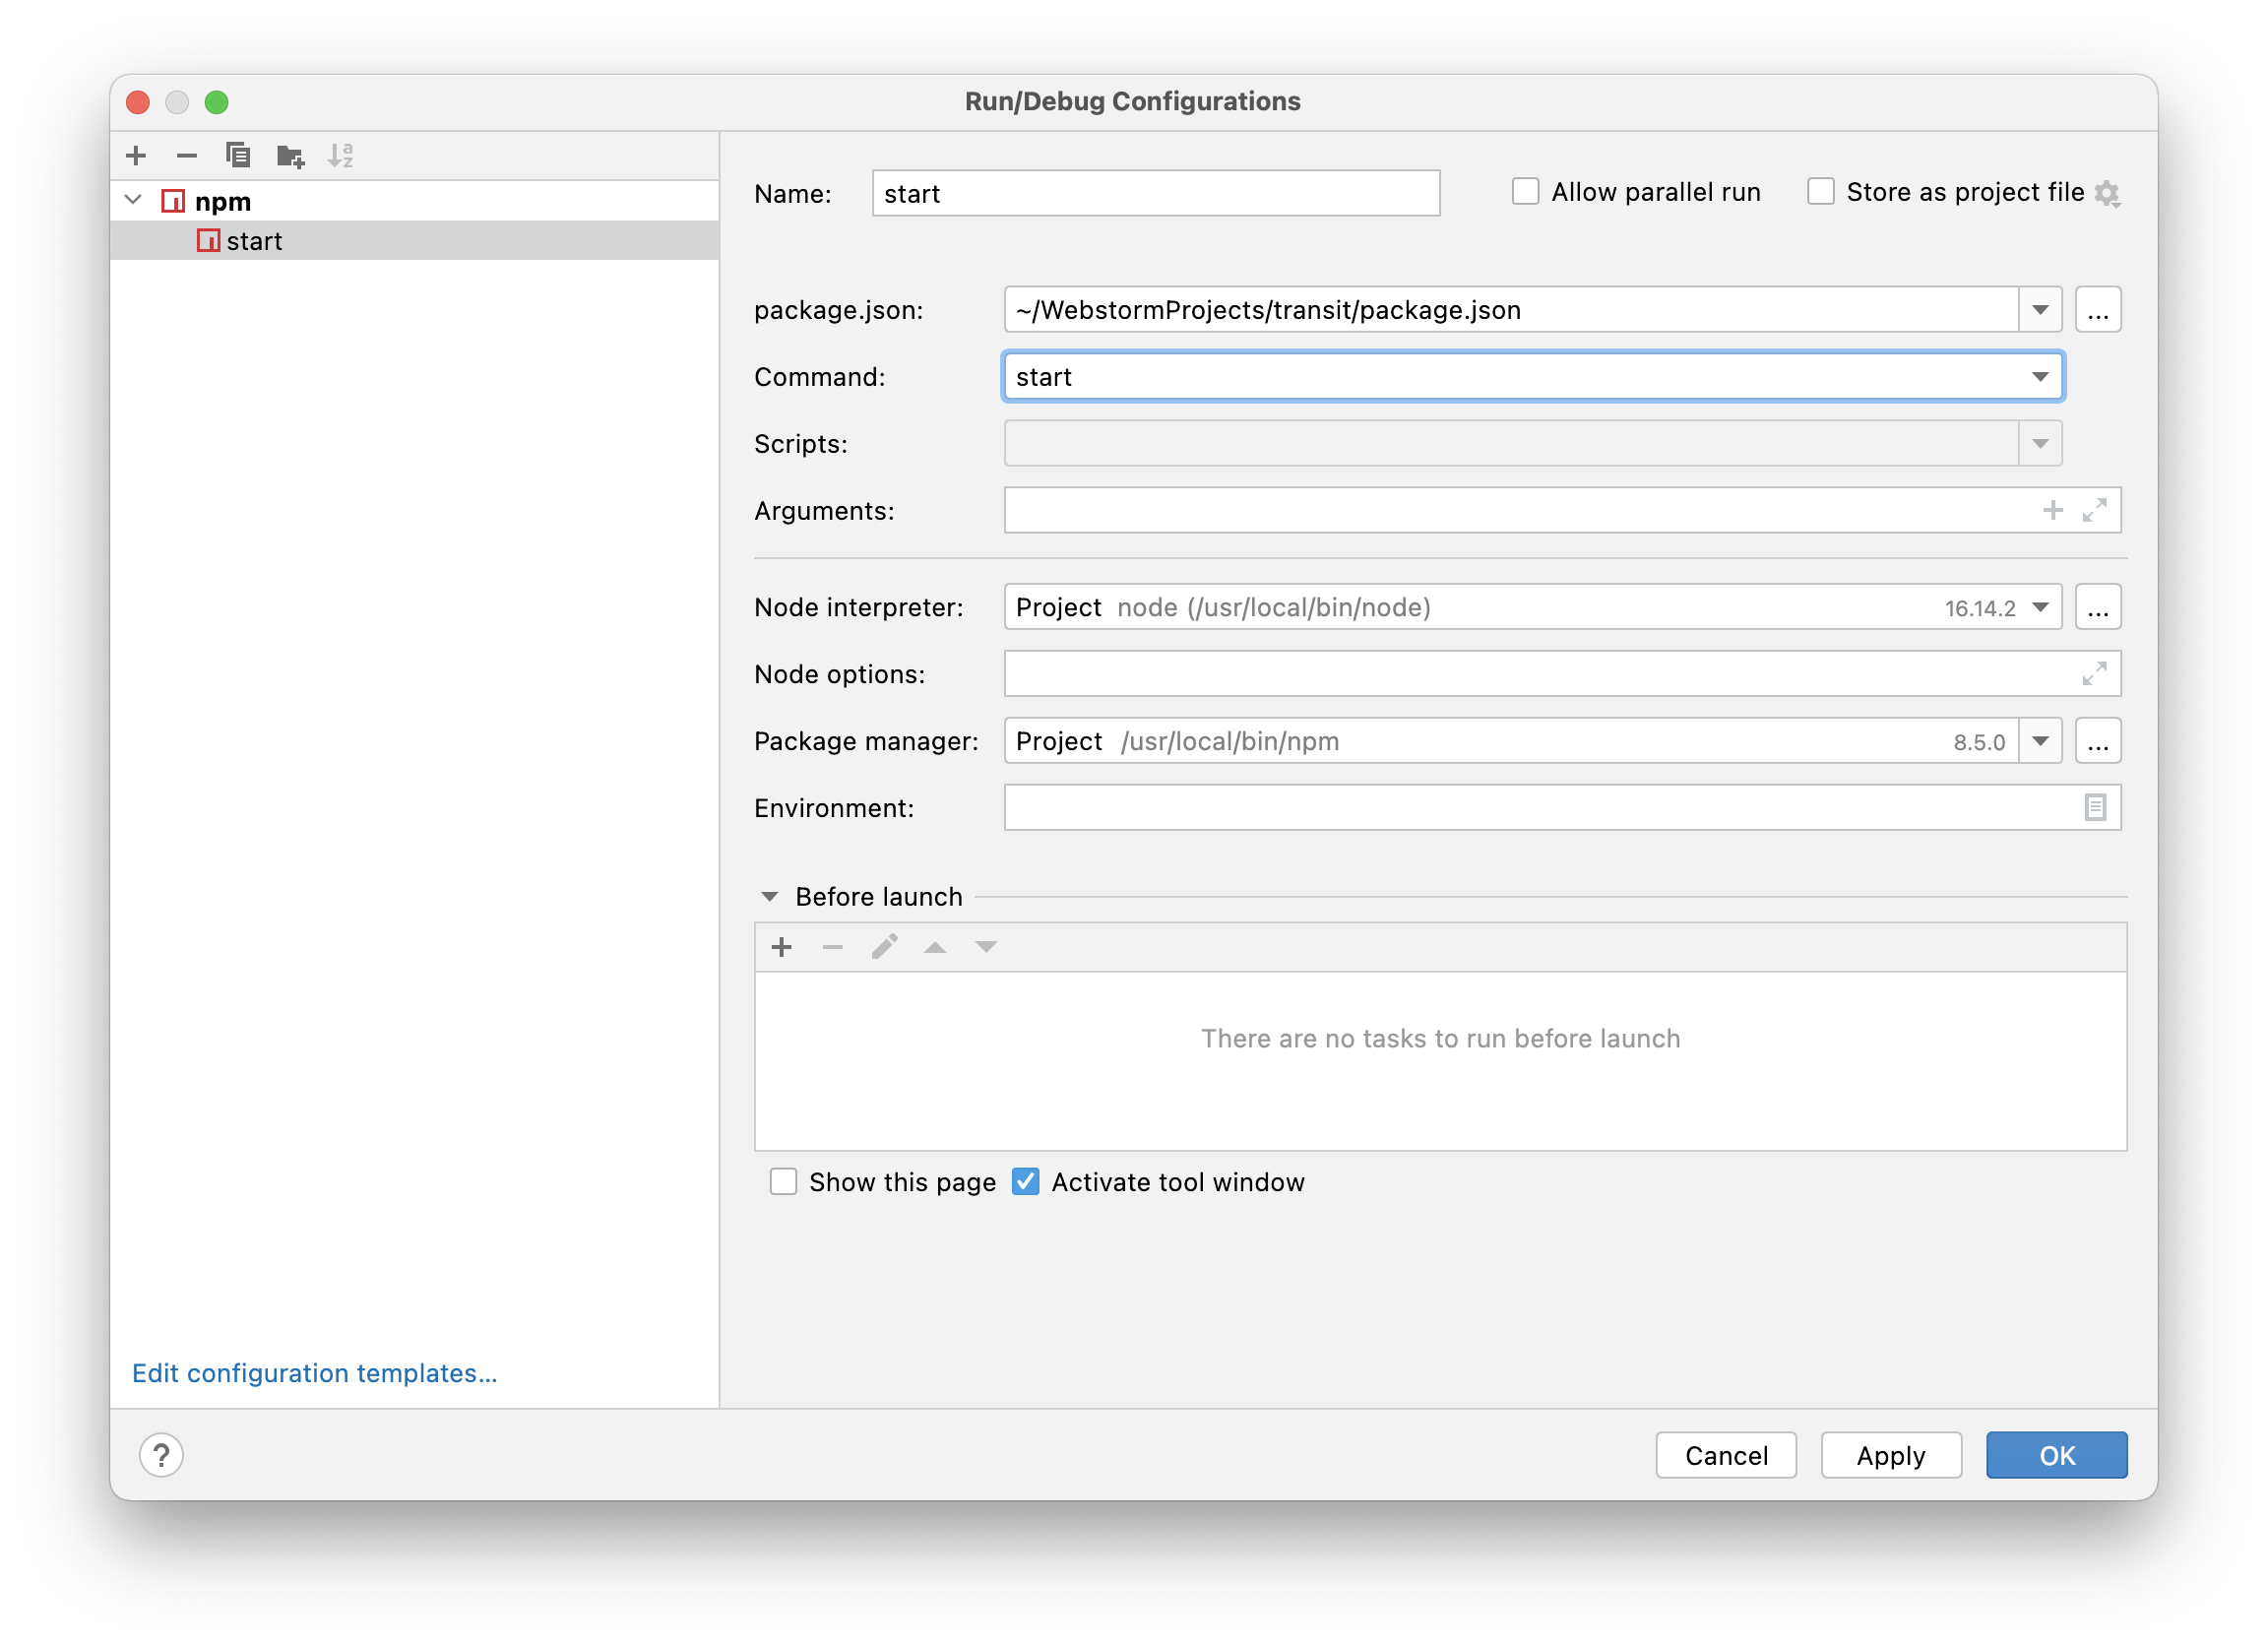 Run/Debug Configurations
npm
start
Edit configuration templates...
Name: start
Allow parallel run
Store as project file
package.json: ~/WebstormProjects/transit/package.json ...
Command: start
Scripts:
Arguments:
Node interpreter: Project node (/usr/local/bin/node) 16.14.2 ...
Node options:
Package manager: Project /usr/local/bin/npm 8.5.0 ...
Environment:
Before launch
There are no tasks to run before launch
Show this page Activate tool window
? Cancel Apply OK